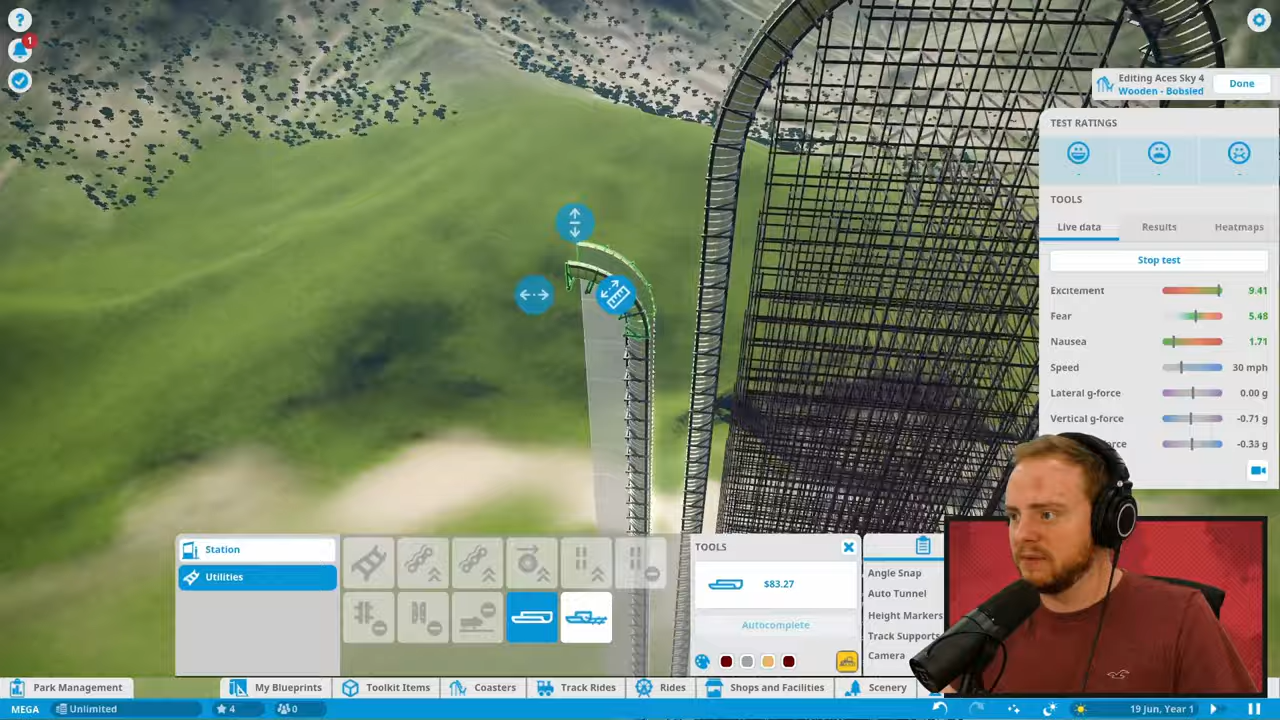 ?
1
Editing Aces Sky 4
Wooden - Bobsled
Done
TEST RATINGS
-
-
-
TOOLS
Live data
Results
Heatmaps
Stop test
Excitement
9.41
Fear
5.48
Nausea
1.71
Speed
30 mph
Lateral g-force
0.00 g
Vertical g-force
-0.71 g
-0.33 g
Station
Utilities
TOOLS
$83.27
Autocomplete
Angle Snap
Auto Tunnel
Height Markers
Track Supports
Camera
Park Management
My Blueprints
Toolkit Items
Coasters
Track Rides
Rides
Shops and Facilities
Scenery
MEGA
Unlimited
4
0
19 Jun, Year 1